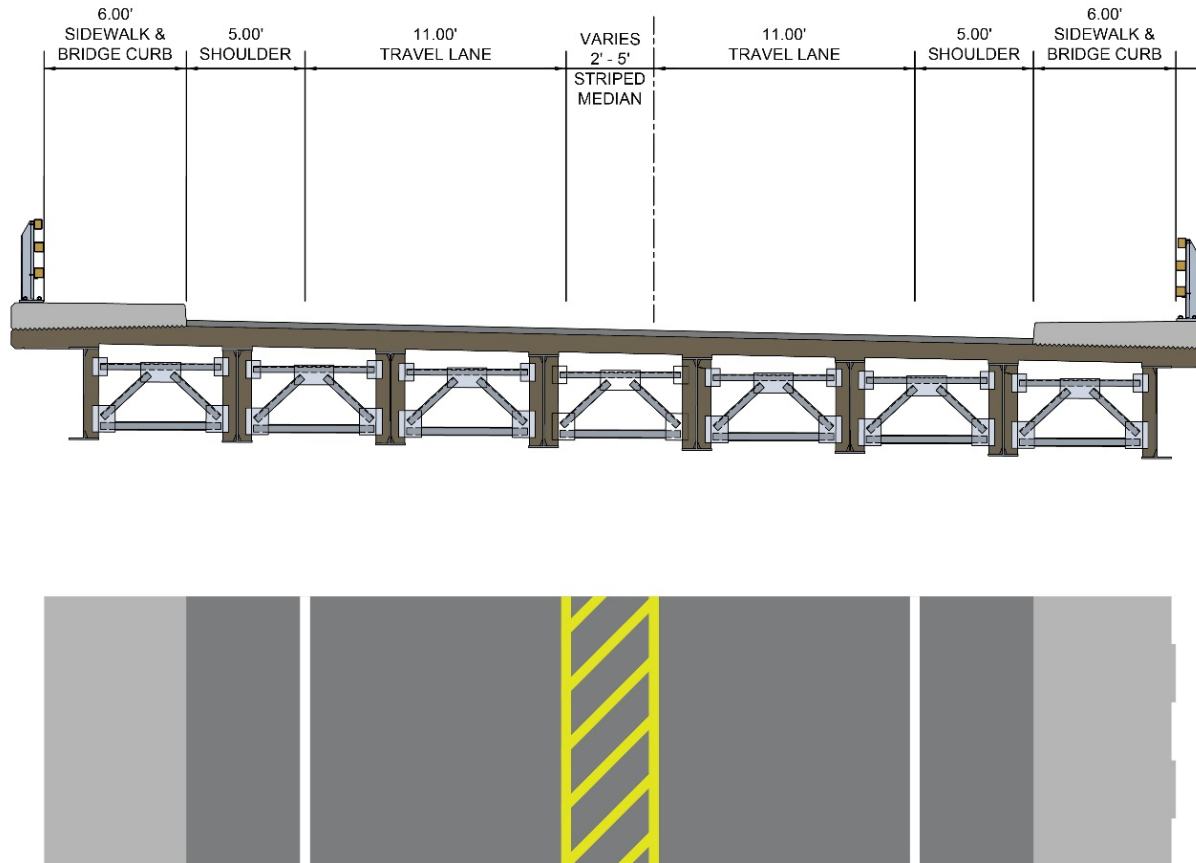 6.00'
SIDEWALK &
BRIDGE CURB
5.00'
SHOULDER
11.00'
TRAVEL LANE
VARIES
2' - 5'
STRIPED
MEDIAN
11.00'
TRAVEL LANE
5.00'
SHOULDER
6.00'
SIDEWALK &
BRIDGE CURB